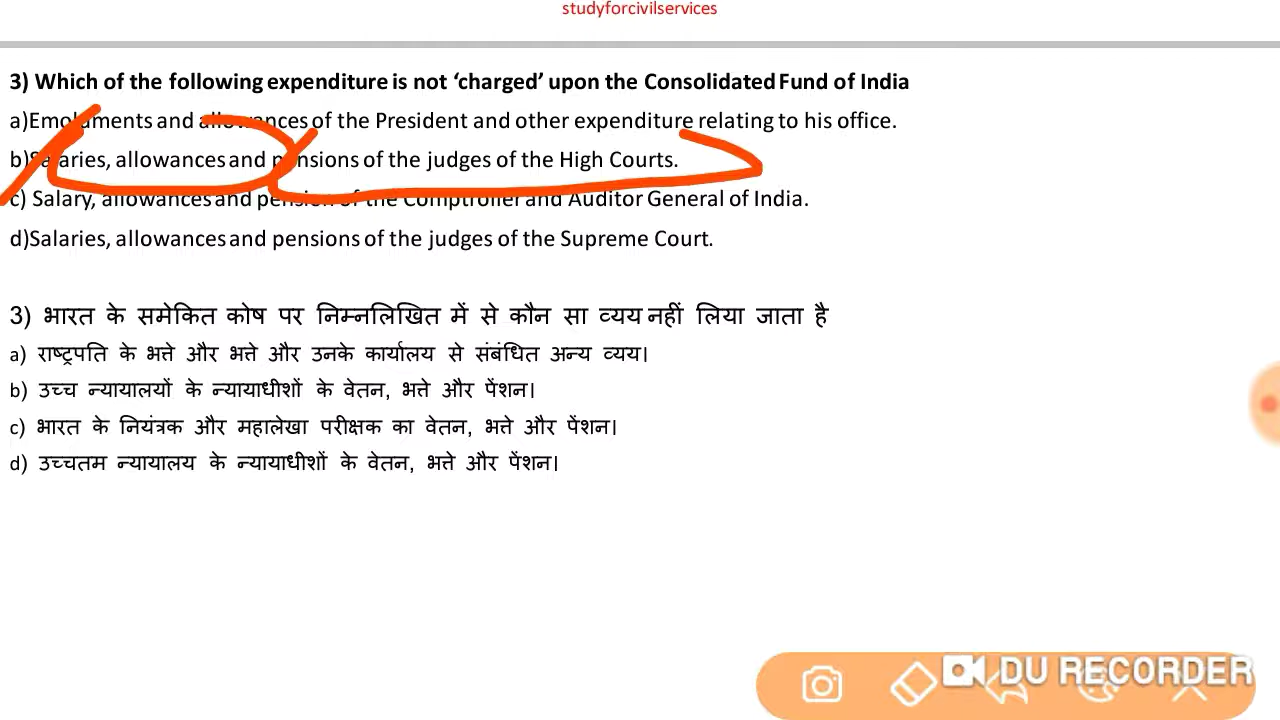 studyforcivilservices
3) Which of the following expenditure is not ‘charged’ upon the Consolidated Fund of India
a)Emoluments and allowances of the President and other expenditure relating to his office.
b)Salaries, allowances and pensions of the judges of the High Courts.
c) Salary, allowances and pension of the Comptroller and Auditor General of India.
d)Salaries, allowances and pensions of the judges of the Supreme Court.
3) भारत के समेकित कोष पर निम्नलिखित में से कौन सा व्यय नहीं लिया जाता है
a) राष्ट्रपति के भत्ते और भत्ते और उनके कार्यालय से संबंधित अन्य व्यय।
b) उच्च न्यायालयों के न्यायाधीशों के वेतन, भत्ते और पेंशन।
c) भारत के नियंत्रक और महालेखा परीक्षक का वेतन, भत्ते और पेंशन।
d) उच्चतम न्यायालय के न्यायाधीशों के वेतन, भत्ते और पेंशन।
DU RECORDER